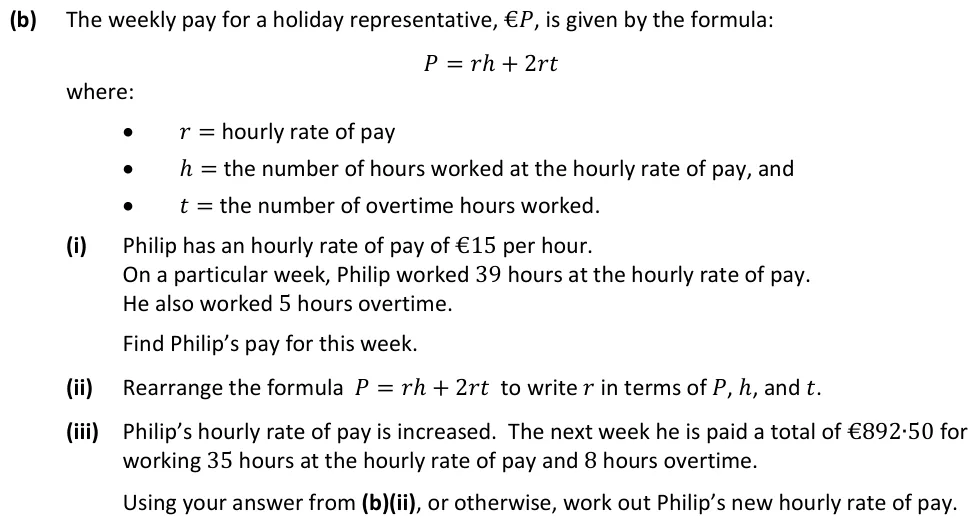 (b) The weekly pay for a holiday representative, €P, is given by the formula:
P = rh + 2rt
where:
• r = hourly rate of pay
• h = the number of hours worked at the hourly rate of pay, and
• t = the number of overtime hours worked.
(i) Philip has an hourly rate of pay of €15 per hour.
On a particular week, Philip worked 39 hours at the hourly rate of pay.
He also worked 5 hours overtime.
Find Philip’s pay for this week.
(ii) Rearrange the formula P = rh + 2rt to write r in terms of P, h, and t.
(iii) Philip’s hourly rate of pay is increased. The next week he is paid a total of €892·50 for
working 35 hours at the hourly rate of pay and 8 hours overtime.
Using your answer from (b)(ii), or otherwise, work out Philip’s new hourly rate of pay.